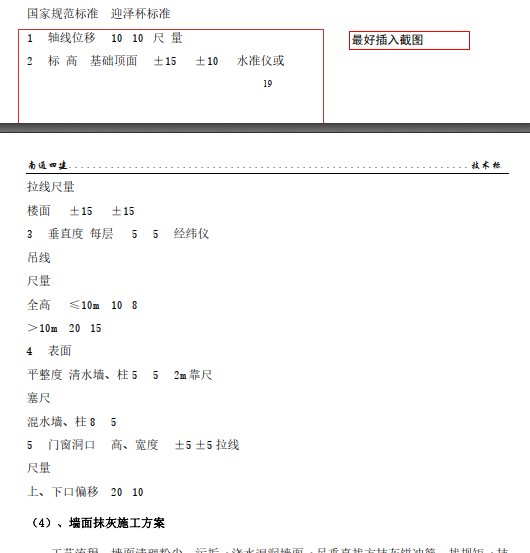 国家规范标准 迎泽杯标准
1 轴线位移 10 10 尺 量
最好插入截图
2 标 高 基础顶面 ±15 ±10 水准仪或
19
南通四建 技术标
拉线尺量
楼面 ±15 ±15
3 垂直度 每层 5 5 经纬仪
吊线
尺量
全高 ≤10m 10 8
＞10m 20 15
4 表面
平整度 清水墙、柱 5 5 2m 靠尺
塞尺
混水墙、柱 8 5
5 门窗洞口 高、宽度 ±5 ±5 拉线
尺量
上、下口偏移 20 10
（4）、墙面抹灰施工方案